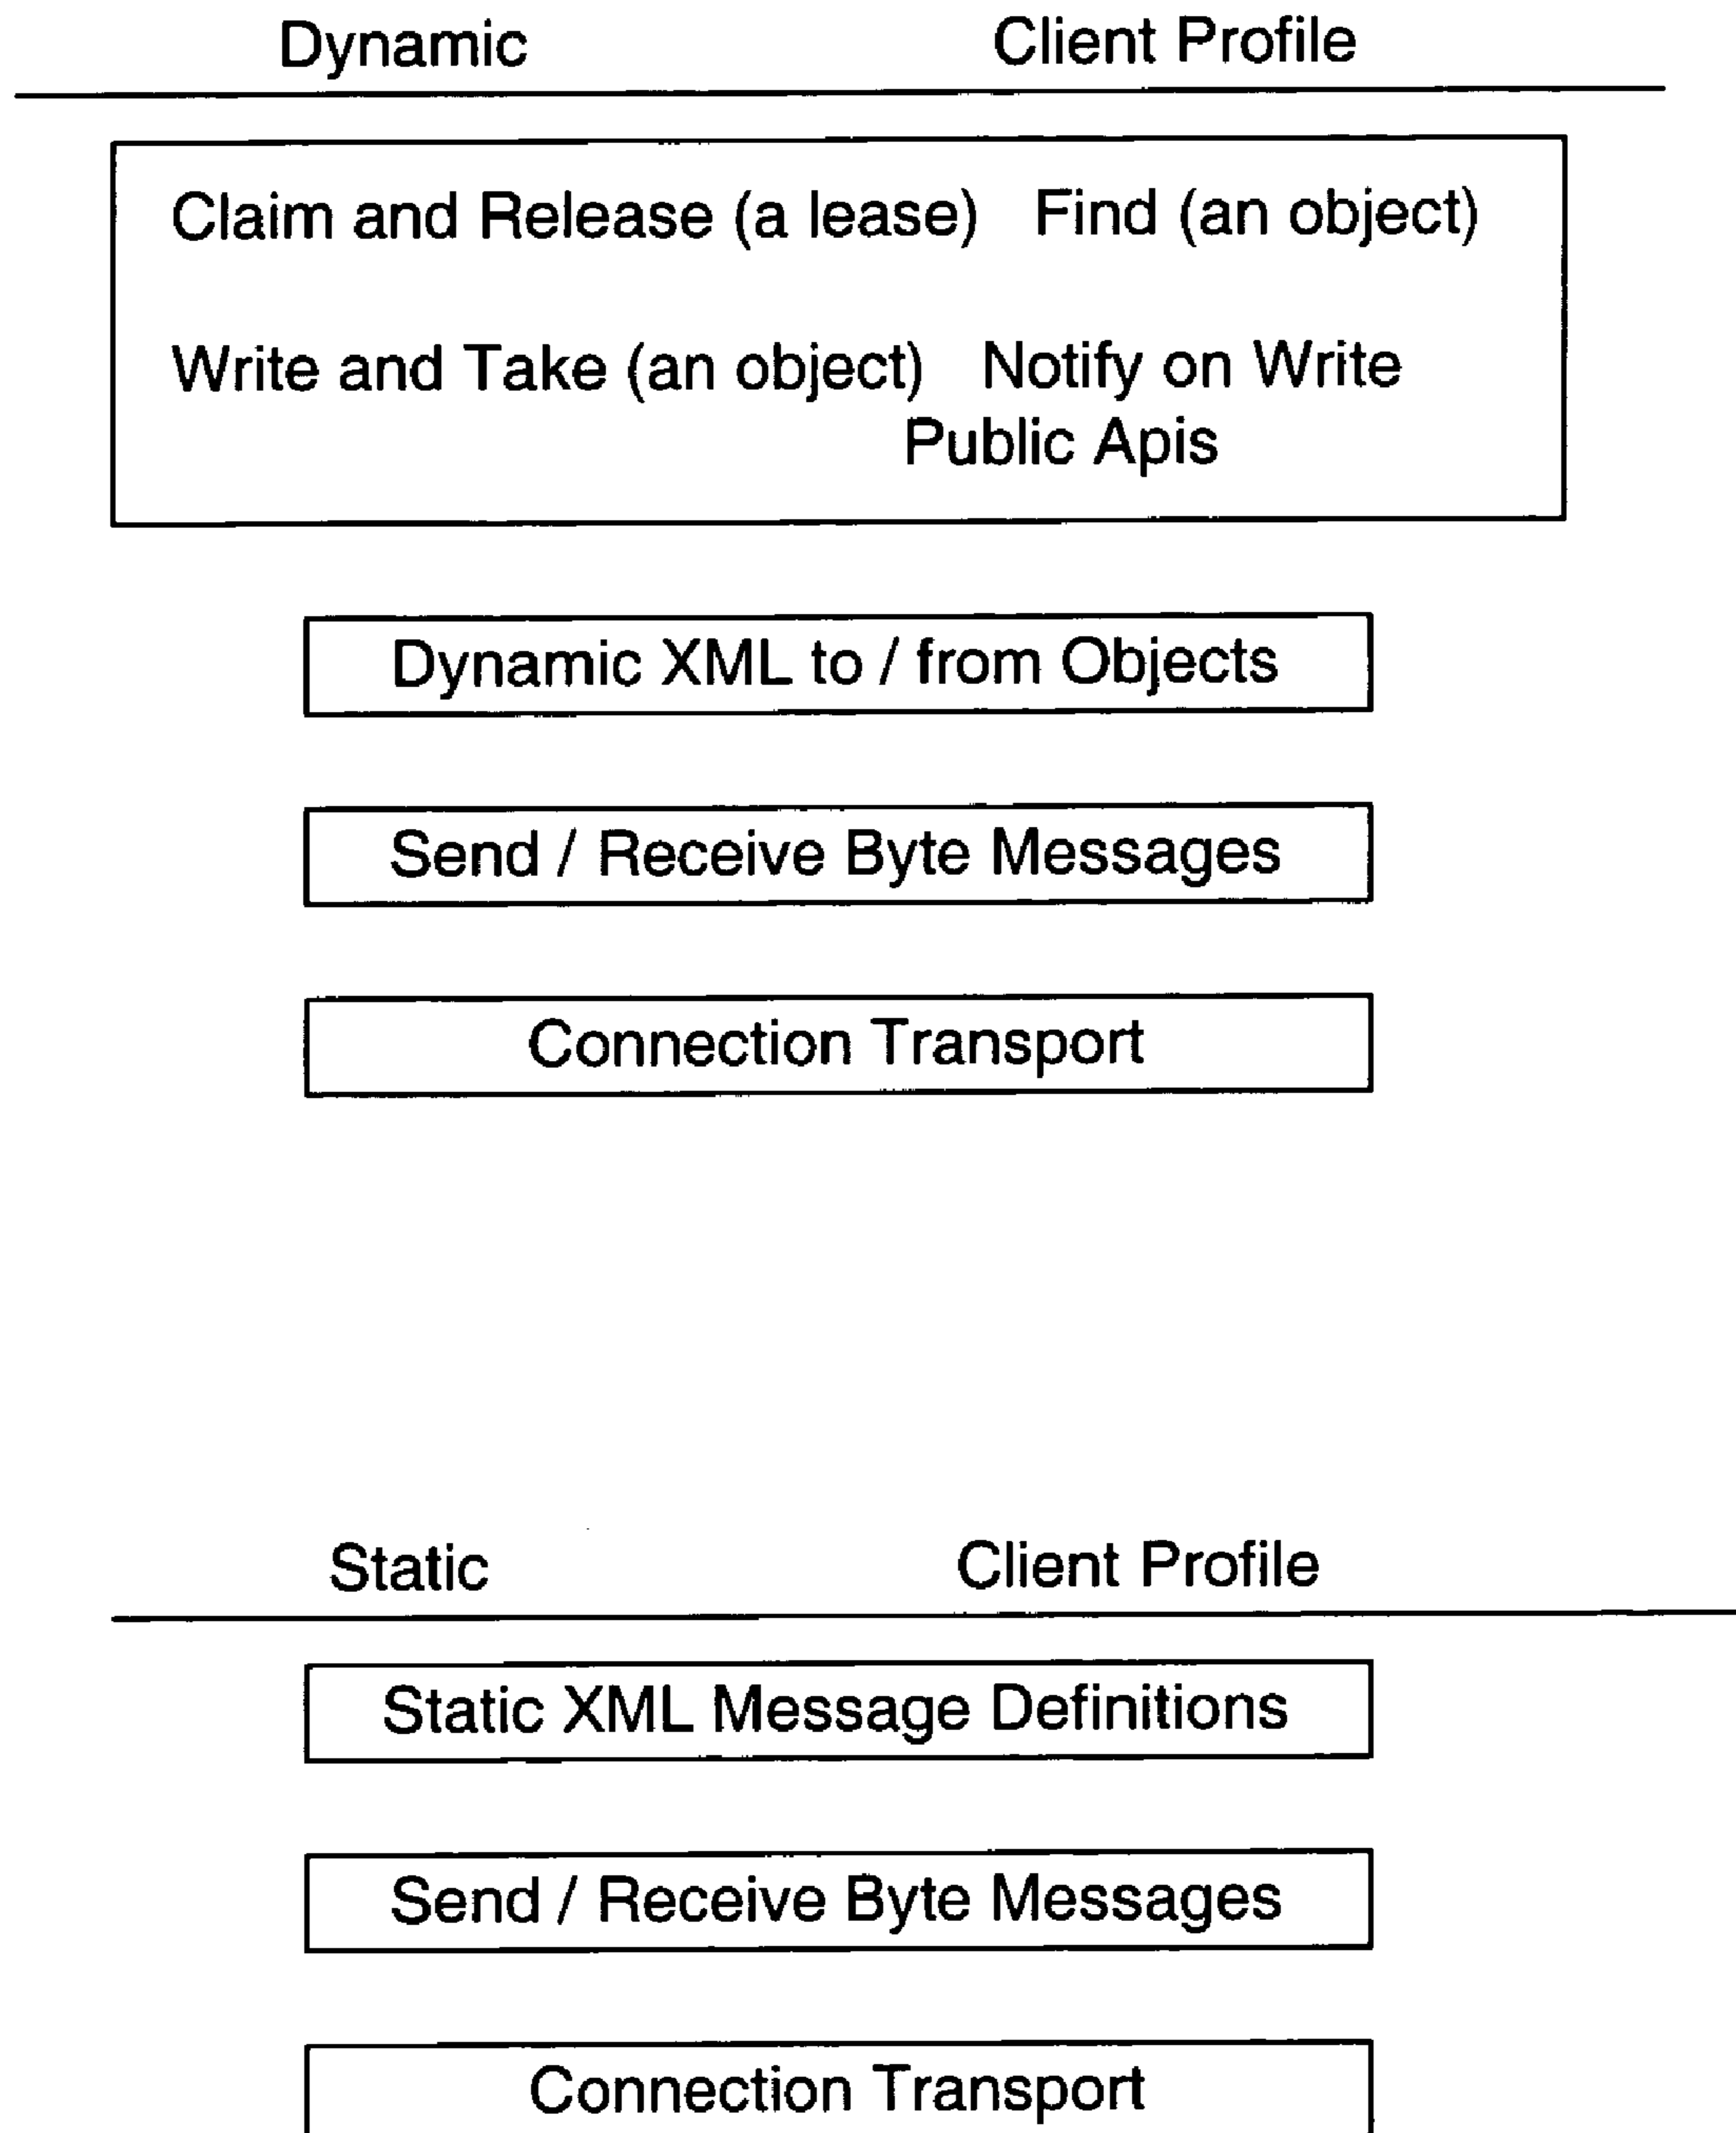 Dynamic Client Profile
Claim and Release (a lease) Find (an object)
Write and Take (an object) Notify on Write
Public Apis
Dynamic XML to / from Objects
Send / Receive Byte Messages
Connection Transport
Static Client Profile
Static XML Message Definitions
Send / Receive Byte Messages
Connection Transport